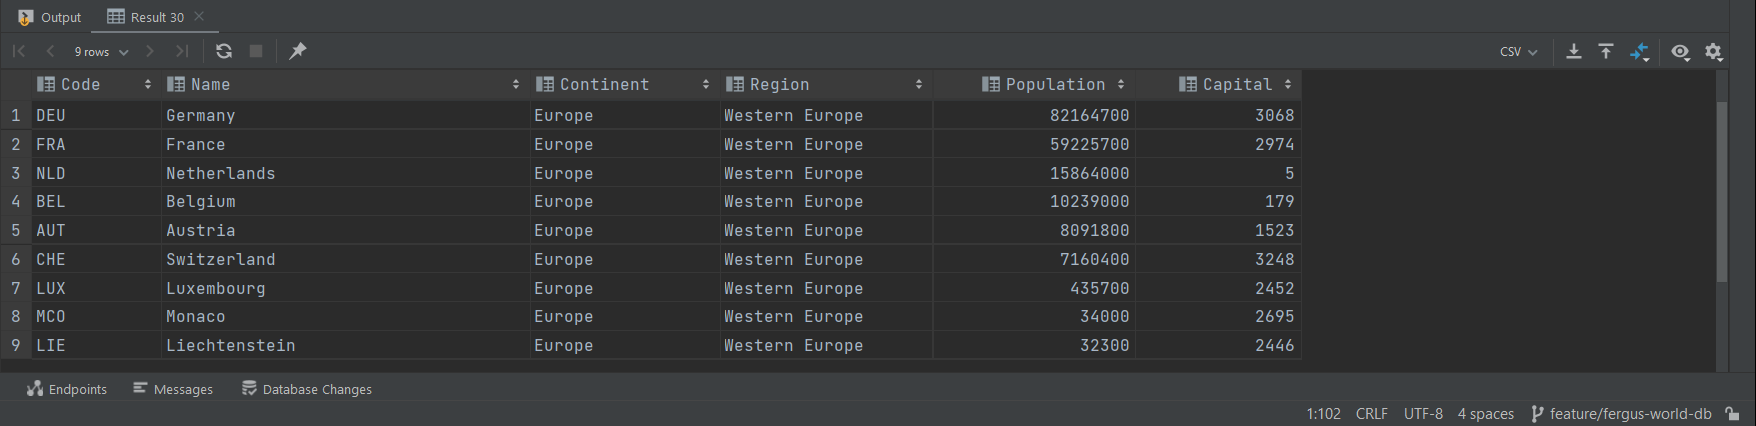 Output Result 30
9 rows CSV
Code Name Continent Region Population Capital
1 DEU Germany Europe Western Europe 82164700 3068
2 FRA France Europe Western Europe 59225700 2974
3 NLD Netherlands Europe Western Europe 15864000 5
4 BEL Belgium Europe Western Europe 10239000 179
5 AUT Austria Europe Western Europe 8091800 1523
6 CHE Switzerland Europe Western Europe 7160400 3248
7 LUX Luxembourg Europe Western Europe 435700 2452
8 MCO Monaco Europe Western Europe 34000 2695
9 LIE Liechtenstein Europe Western Europe 32300 2446
Endpoints Messages Database Changes
1:102 CRLF UTF-8 4 spaces feature/fergus-world-db